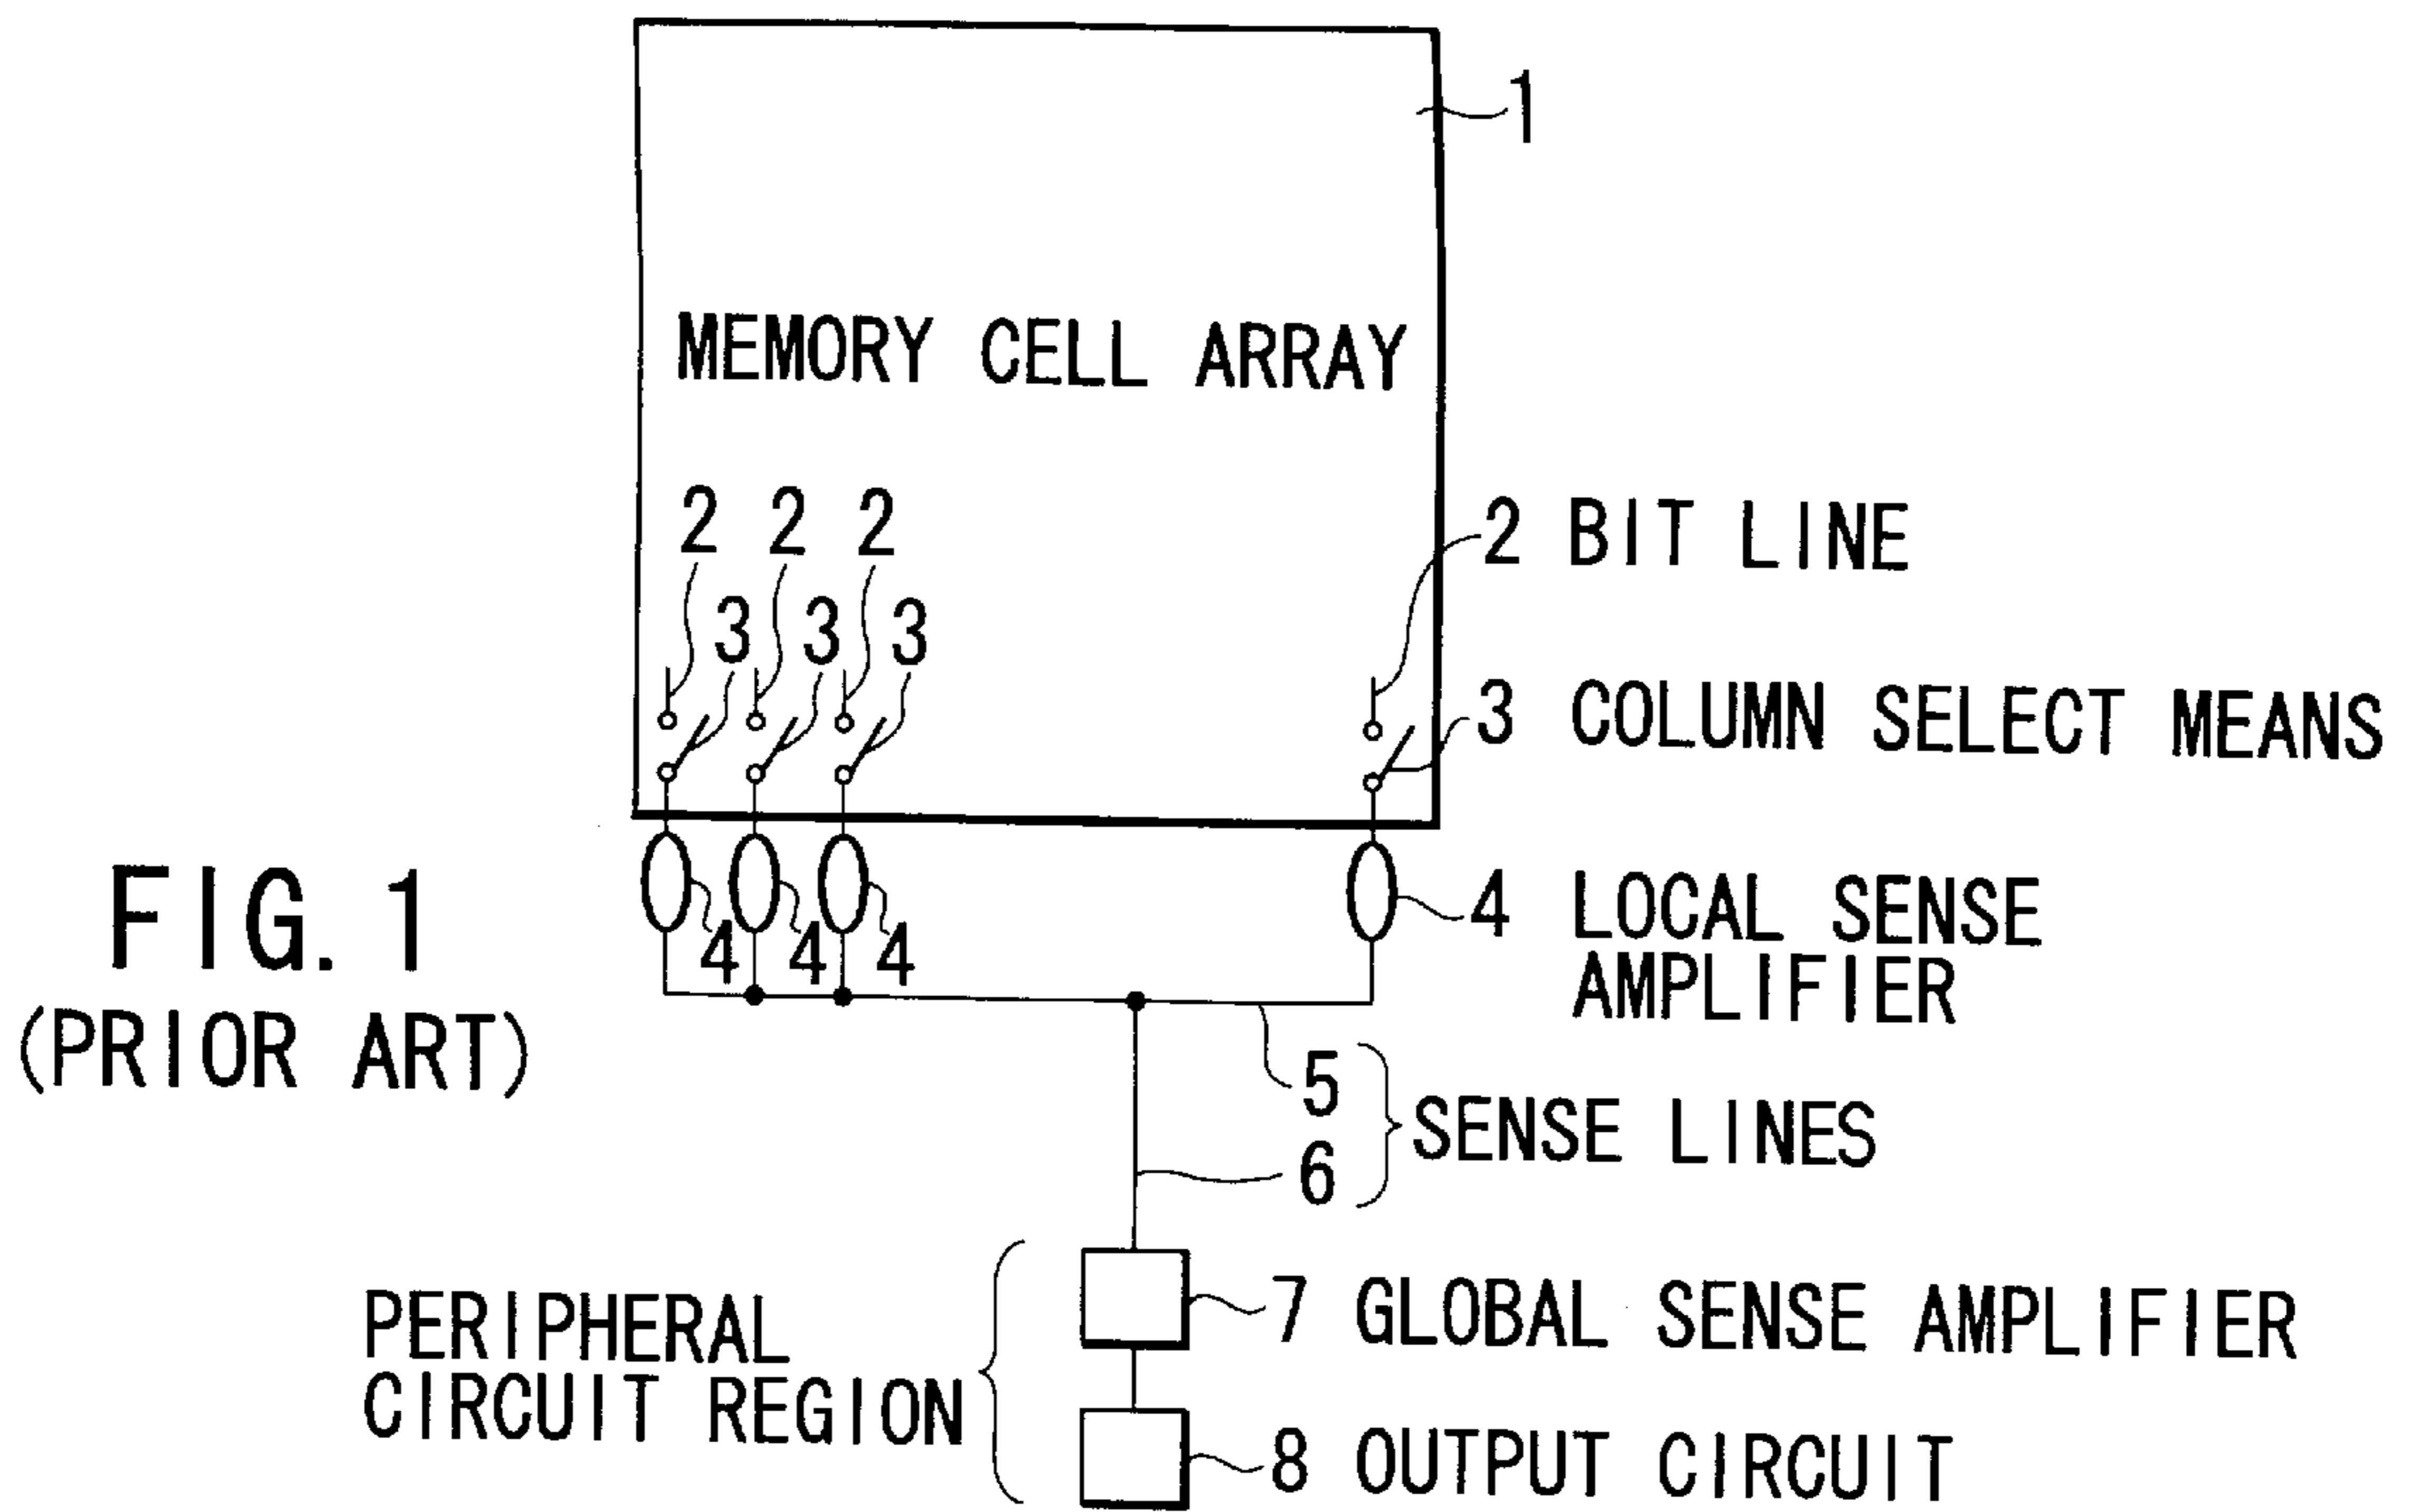 1
MEMORY CELL ARRAY
2 2 2 2 BIT LINE
3 3 3 3 COLUMN SELECT MEANS
4 4 4 4 LOCAL SENSE
AMPLIFIER
FIG. 1
(PRIOR ART)
5
6
SENSE LINES
PERIPHERAL
CIRCUIT REGION
7 GLOBAL SENSE AMPLIFIER
8 OUTPUT CIRCUIT